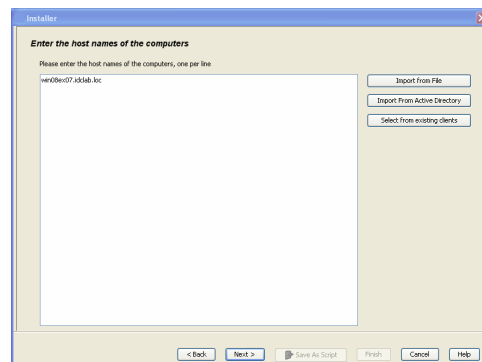 Installer
Enter the host names of the computers
Please enter the host names of the computers, one per line
win08ex07.idclab.loc
Import from File
Import From Active Directory
Select from existing clients
< Back
Next >
Save As Script
Finish
Cancel
Help